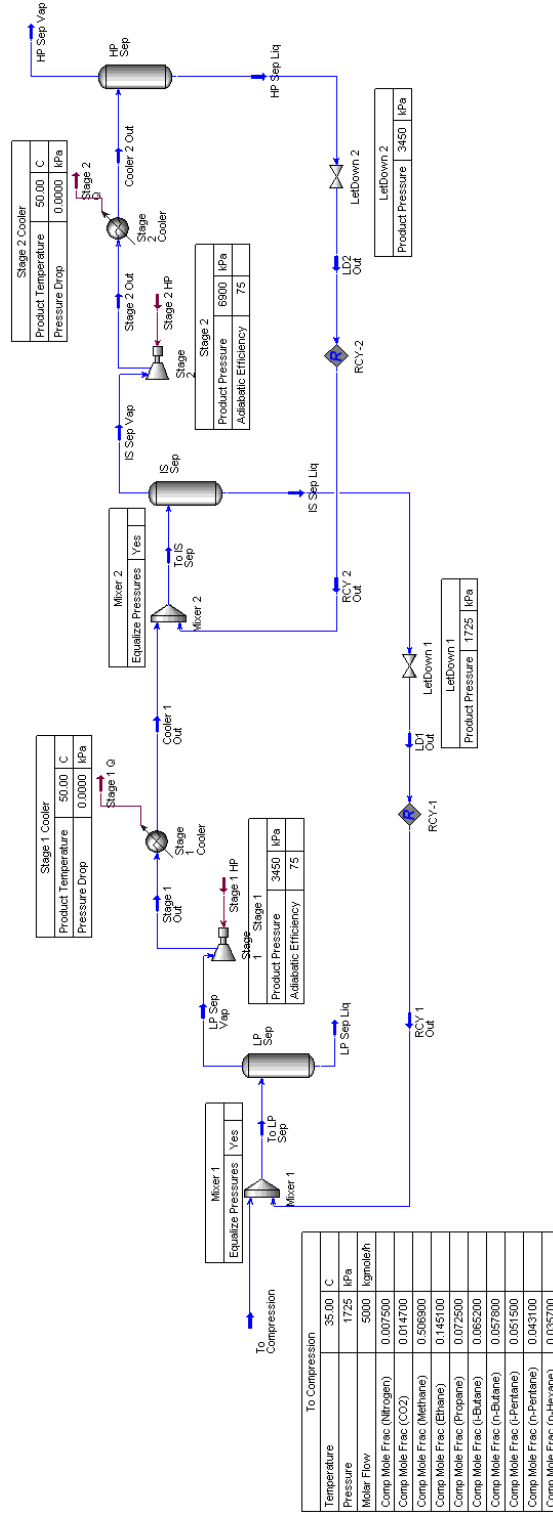 To Compression
Temperature 35.00 C
Pressure 1725 kPa
Molar Flow 5000 kgmole/h
Comp Mole Frac (Nitrogen) 0.007500
Comp Mole Frac (CO2) 0.014700
Comp Mole Frac (Methane) 0.506900
Comp Mole Frac (Ethane) 0.145100
Comp Mole Frac (Propane) 0.072500
Comp Mole Frac (i-Butane) 0.065200
Comp Mole Frac (n-Butane) 0.057800
Comp Mole Frac (i-Pentane) 0.051500
Comp Mole Frac (n-Pentane) 0.043100
Comp Mole Frac (n-Hexane) 0.035700
To
Compression
Mixer 1
Equalize Pressures Yes
Mixer 1
To LP
Sep
LP
Sep
LP Sep
Vap
LP Sep Liq
Stage
1
Stage 1 HP
Stage 1
Product Pressure 3450 kPa
Adiabatic Efficiency 75
Stage 1
Out
Stage 1 Cooler
Product Temperature 50.00 C
Pressure Drop 0.0000 kPa
Stage 1 Q
Stage
1
Cooler
Cooler 1
Out
Mixer 2
Equalize Pressures Yes
Mixer 2
To IS
Sep
IS
Sep
IS Sep Vap
IS Sep Liq
LetDown 1
LetDown 1
Product Pressure 1725 kPa
LD1
Out
R
RCY-1
RCY 1
Out
Stage
2
Stage 2 HP
Stage 2
Product Pressure 6900 kPa
Adiabatic Efficiency 75
Stage 2 Out
Stage 2 Cooler
Product Temperature 50.00 C
Pressure Drop 0.0000 kPa
Stage 2
Q
Stage
2
Cooler
Cooler 2 Out
HP
Sep
HP Sep Vap
HP Sep Liq
LetDown 2
LetDown 2
Product Pressure 3450 kPa
LD2
Out
R
RCY-2
RCY 2
Out